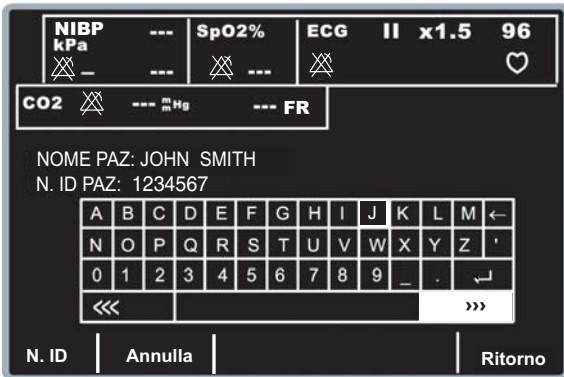 NIBP --- SpO2% ECG II x1.5 96
kPa
– --- ---
CO2 --- mmHg --- FR
NOME PAZ: JOHN SMITH
N. ID PAZ: 1234567
A B C D E F G H I J K L M ←
N O P Q R S T U V W X Y Z '
0 1 2 3 4 5 6 7 8 9 _ . ↵
‹‹‹ ›››
N. ID Annulla Ritorno